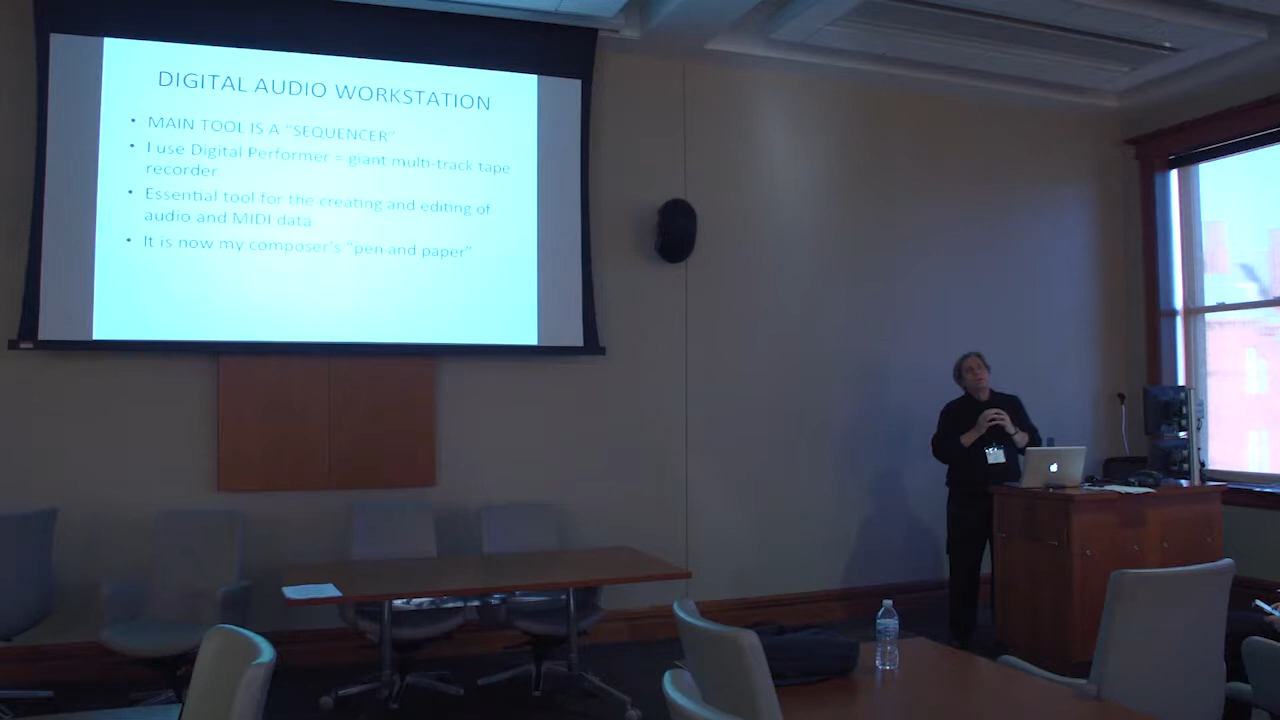 DIGITAL AUDIO WORKSTATION
• MAIN TOOL IS A "SEQUENCER"
• I use Digital Performer = giant multi-track tape
recorder
• Essential tool for the creating and editing of
audio and MIDI data
• It is now my composer's "pen and paper"